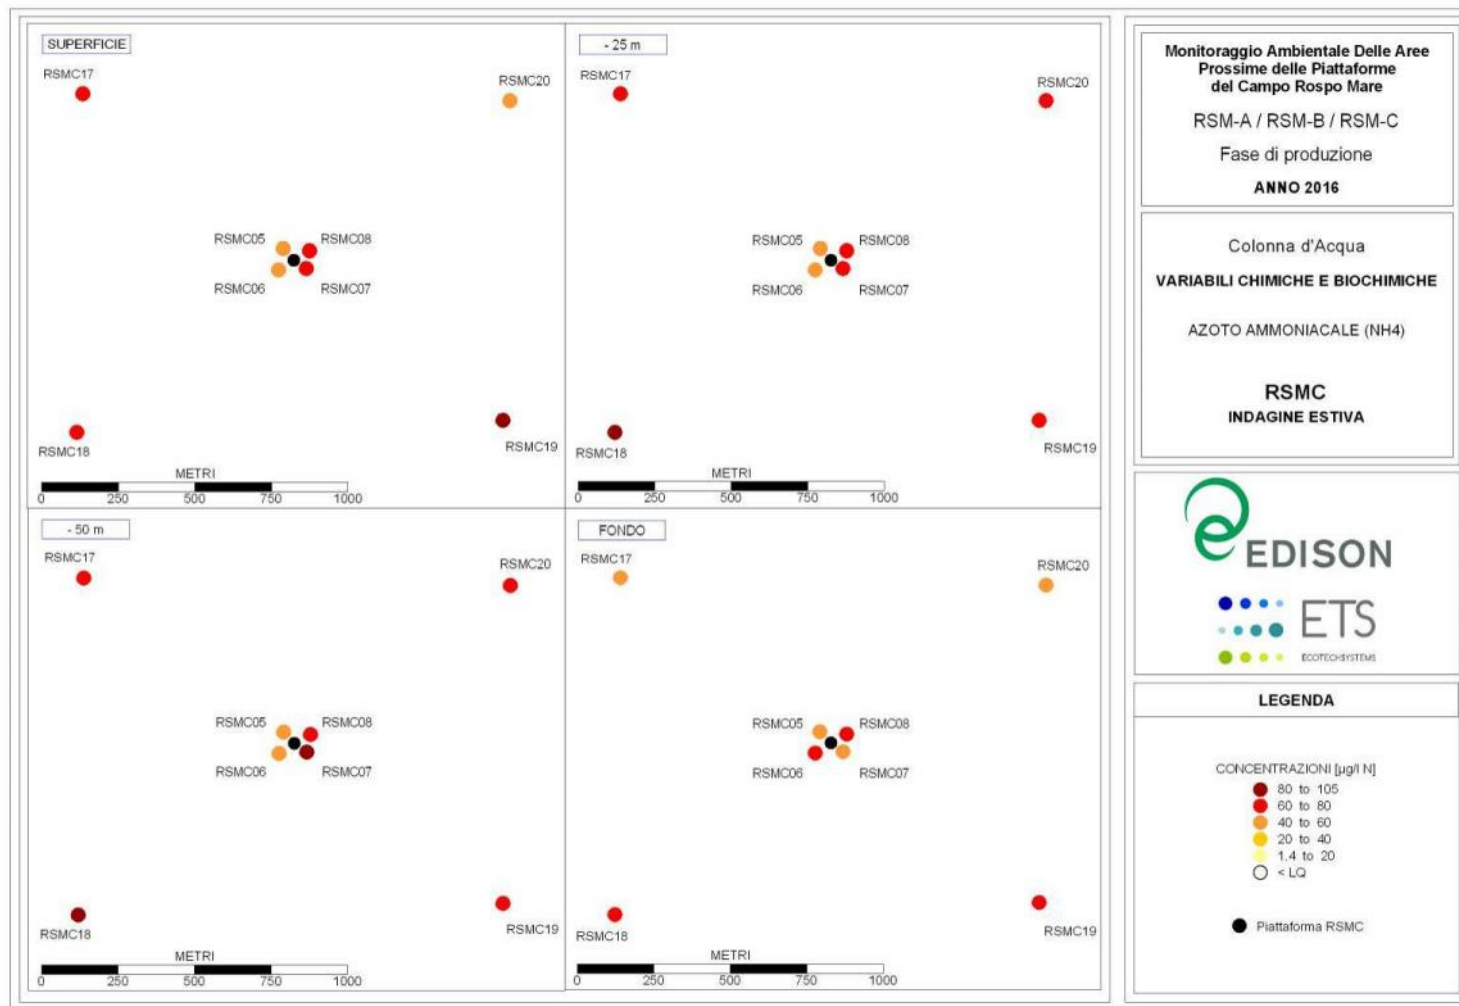 SUPERFICIE
RSMC17
RSMC20
RSMC05
RSMC08
RSMC06
RSMC07
RSMC18
RSMC19
METRI
0 250 500 750 1000
- 25 m
RSMC17
RSMC20
RSMC05
RSMC08
RSMC06
RSMC07
RSMC18
RSMC19
METRI
0 250 500 750 1000
- 50 m
RSMC17
RSMC20
RSMC05
RSMC08
RSMC06
RSMC07
RSMC18
RSMC19
METRI
0 250 500 750 1000
FONDO
RSMC17
RSMC20
RSMC05
RSMC08
RSMC06
RSMC07
RSMC18
RSMC19
METRI
0 250 500 750 1000
Monitoraggio Ambientale Delle Aree
Prossime delle Piattaforme
del Campo Rospo Mare
RSM-A / RSM-B / RSM-C
Fase di produzione
ANNO 2016
Colonna d'Acqua
VARIABILI CHIMICHE E BIOCHIMICHE
AZOTO AMMONIACALE (NH4)
RSMC
INDAGINE ESTIVA
EDISON
ETS
ECOTECHSYSTEMS
LEGENDA
CONCENTRAZIONI [µg/l N]
80 to 105
60 to 80
40 to 60
20 to 40
1.4 to 20
< LQ
Piattaforma RSMC